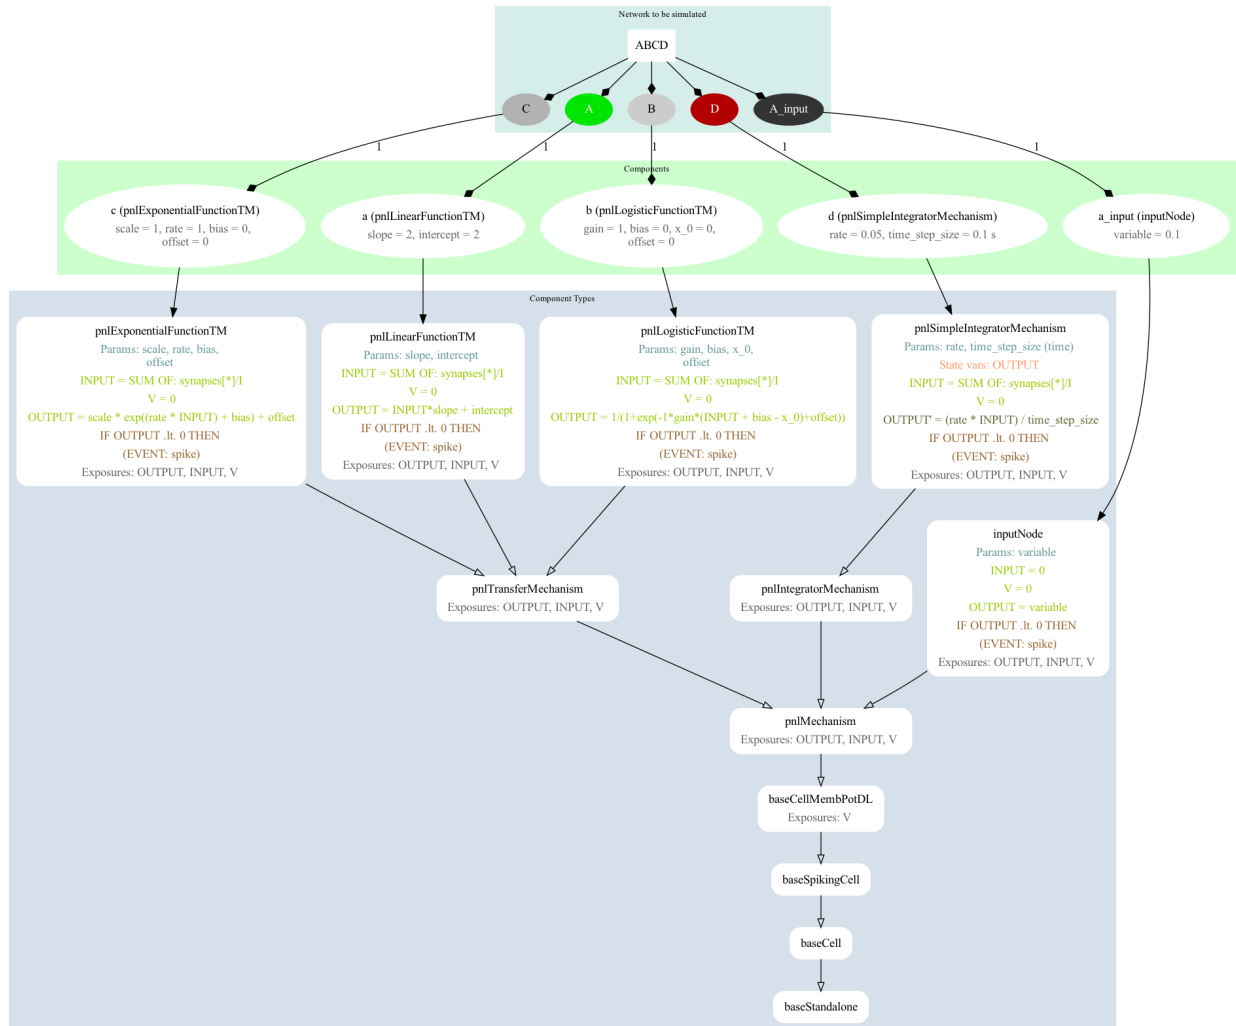 Network to be simulated
ABCD
C
A
B
D
A_input
1
1
1
1
1
Components
c (pnlExponentialFunctionTM)
scale = 1, rate = 1, bias = 0,
offset = 0
a (pnlLinearFunctionTM)
slope = 2, intercept = 2
b (pnlLogisticFunctionTM)
gain = 1, bias = 0, x_0 = 0,
offset = 0
d (pnlSimpleIntegratorMechanism)
rate = 0.05, time_step_size = 0.1 s
a_input (inputNode)
variable = 0.1
Component Types
pnlExponentialFunctionTM
Params: scale, rate, bias,
offset
INPUT = SUM OF: synapses[*]/I
V = 0
OUTPUT = scale * exp((rate * INPUT) + bias) + offset
IF OUTPUT .lt. 0 THEN
(EVENT: spike)
Exposures: OUTPUT, INPUT, V
pnlLinearFunctionTM
Params: slope, intercept
INPUT = SUM OF: synapses[*]/I
V = 0
OUTPUT = INPUT*slope + intercept
IF OUTPUT .lt. 0 THEN
(EVENT: spike)
Exposures: OUTPUT, INPUT, V
pnlLogisticFunctionTM
Params: gain, bias, x_0,
offset
INPUT = SUM OF: synapses[*]/I
V = 0
OUTPUT = 1/(1+exp(-1*gain*(INPUT + bias - x_0)+offset))
IF OUTPUT .lt. 0 THEN
(EVENT: spike)
Exposures: OUTPUT, INPUT, V
pnlSimpleIntegratorMechanism
Params: rate, time_step_size (time)
State vars: OUTPUT
INPUT = SUM OF: synapses[*]/I
V = 0
OUTPUT' = (rate * INPUT) / time_step_size
IF OUTPUT .lt. 0 THEN
(EVENT: spike)
Exposures: OUTPUT, INPUT, V
inputNode
Params: variable
INPUT = 0
V = 0
OUTPUT = variable
IF OUTPUT .lt. 0 THEN
(EVENT: spike)
Exposures: OUTPUT, INPUT, V
pnlTransferMechanism
Exposures: OUTPUT, INPUT, V
pnlIntegratorMechanism
Exposures: OUTPUT, INPUT, V
pnlMechanism
Exposures: OUTPUT, INPUT, V
baseCellMembPotDL
Exposures: V
baseSpikingCell
baseCell
baseStandalone